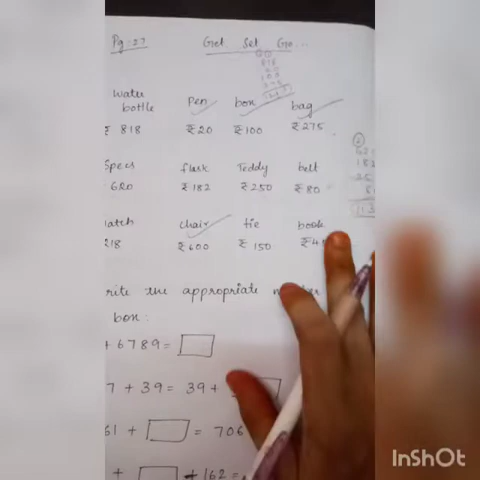 Pg:27 Get Set Go...
Water bottle Pen box bag
₹ 818 ₹20 ₹100 ₹275
Specs flask Teddy belt
620 ₹182 ₹250 ₹80
watch chair tie book
218 ₹600 ₹150 ₹4
rite the appropriate
box:
+ 6789 =
7 + 39 = 39 +
61 + = 706
+ + 162 =
InShOt